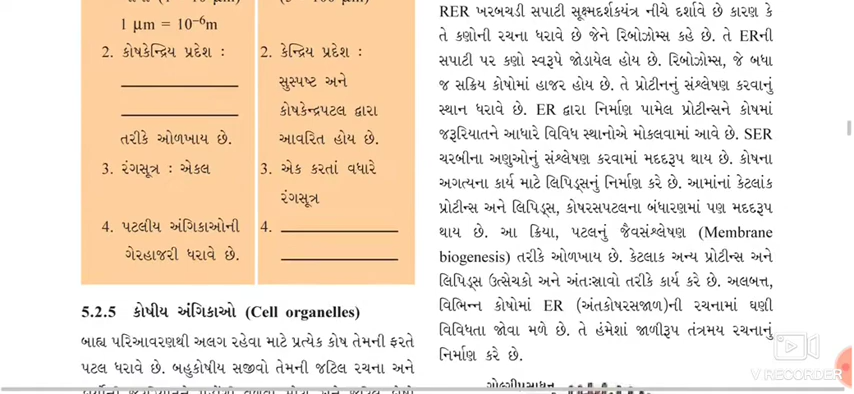 1 µm = 10⁻⁶m
2. કોષકેન્દ્રિય પ્રદેશ :
તરીકે ઓળખાય છે.
3. રંગસૂત્ર : એકલ
4. પટલીય અંગિકાઓની
ગેરહાજરી ધરાવે છે.
2. કેન્દ્રિય પ્રદેશ :
સુસ્પષ્ટ અને
કોષકેન્દ્રપટલ દ્વારા
આવરિત હોય છે.
3. એક કરતાં વધારે
રંગસૂત્ર
4.
5.2.5 કોષીય અંગિકાઓ (Cell organelles)
બાહ્ય પરિઆવરણથી અલગ રહેવા માટે પ્રત્યેક કોષ તેમની ફરતે
પટલ ધરાવે છે. બહુકોષીય સજીવો તેમની જટિલ રચના અને
RER ખરબચડી સપાટી સૂક્ષ્મદર્શકયંત્ર નીચે દર્શાવે છે કારણ કે
તે કણોની રચના ધરાવે છે જેને રિબોઝોમ્સ કહે છે. તે ERની
સપાટી પર કણો સ્વરૂપે જોડાયેલ હોય છે. રિબોઝોમ્સ, જે બધા
જ સક્રિય કોષોમાં હાજર હોય છે. તે પ્રોટીનનું સંશ્લેષણ કરવાનું
સ્થાન ધરાવે છે. ER દ્વારા નિર્માણ પામેલ પ્રોટીન્સને કોષમાં
જરૂરિયાતને આધારે વિવિધ સ્થાનોએ મોકલવામાં આવે છે. SER
ચરબીના અણુઓનું સંશ્લેષણ કરવામાં મદદરૂપ થાય છે. કોષના
અગત્યના કાર્ય માટે લિપિડ્સનું નિર્માણ કરે છે. આમાંનાં કેટલાંક
પ્રોટીન્સ અને લિપિડ્સ, કોષરસપટલના બંધારણમાં પણ મદદરૂપ
થાય છે. આ ક્રિયા, પટલનું જૈવસંશ્લેષણ (Membrane
biogenesis) તરીકે ઓળખાય છે. કેટલાક અન્ય પ્રોટીન્સ અને
લિપિડ્સ ઉત્સેચકો અને અંતઃસ્રાવો તરીકે કાર્ય કરે છે. અલબત્ત,
વિભિન્ન કોષોમાં ER (અંતકોષરસજાળ)ની રચનામાં ઘણી
વિવિધતા જોવા મળે છે. તે હંમેશાં જાળીરૂપ તંત્રમય રચનાનું
નિર્માણ કરે છે.
ગોલ્ગીપ્રસાધન
V RECORDER